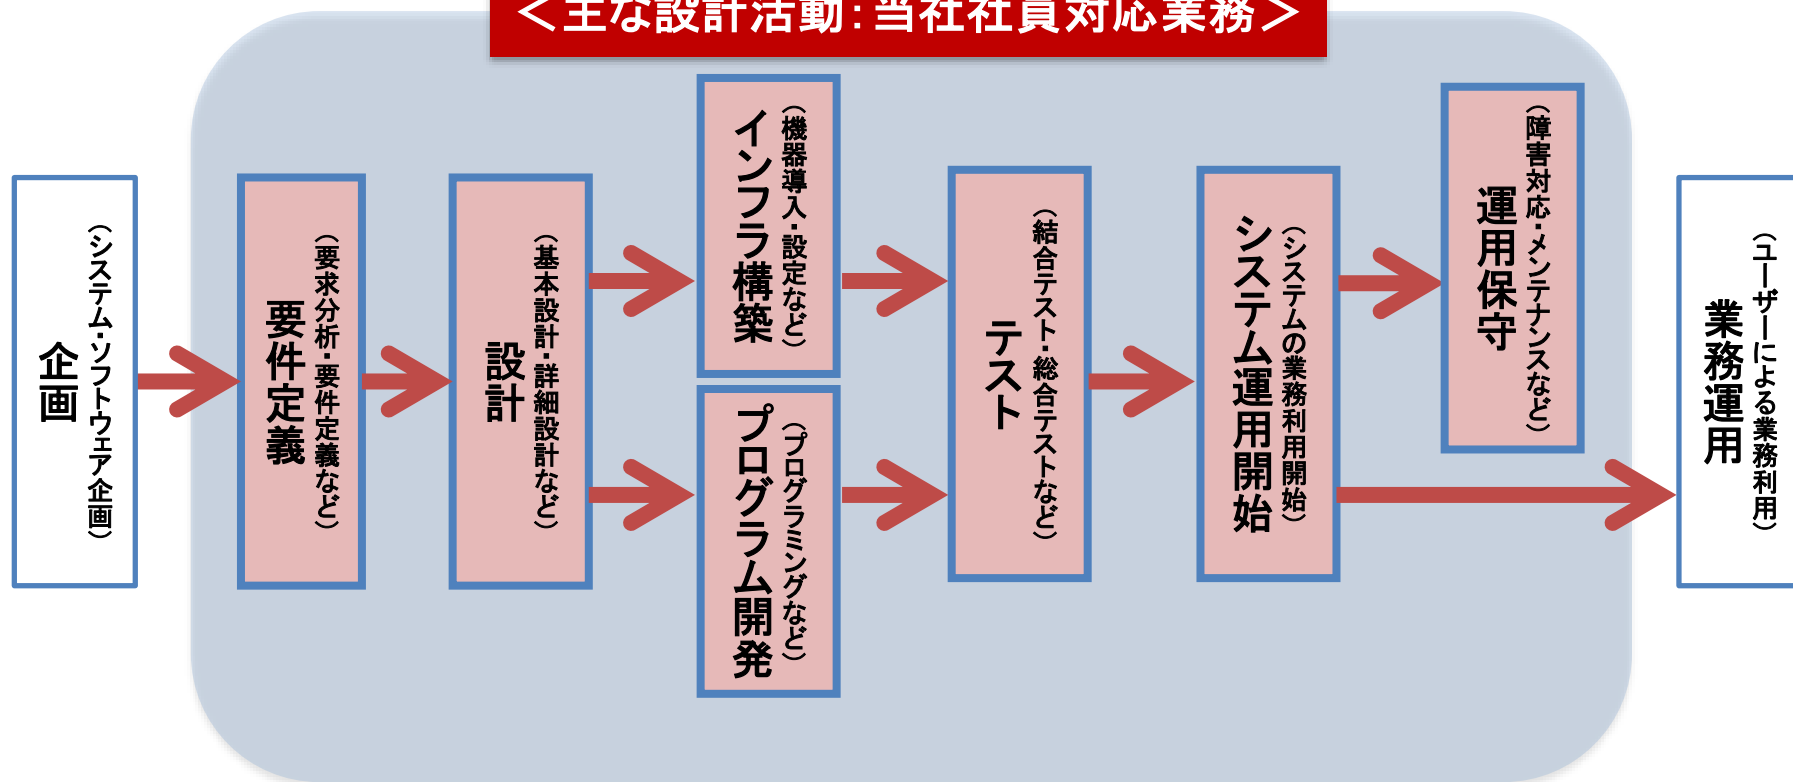 ＜主な設計活動：当社社員対応業務＞
企画
（システム・ソフトウェア企画）
要件定義
（要求分析・要件定義など）
設計
（基本設計・詳細設計など）
インフラ構築
（機器導入・設定など）
プログラム開発
（プログラミングなど）
テスト
（結合テスト・総合テストなど）
システム運用開始
（システムの業務利用開始）
運用保守
（障害対応・メンテナンスなど）
業務運用
（ユーザーによる業務利用）